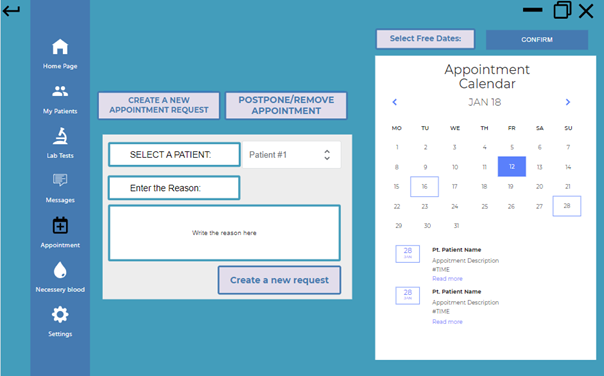 Home Page
My Patients
Lab Tests
Messages
Appointment
Necessery blood
Settings
CREATE A NEW
APPOINTMENT REQUEST
POSTPONE/REMOVE
APPOINTMENT
SELECT A PATIENT:
Patient #1
Enter the Reason:
Write the reason here
Create a new request
Select Free Dates:
CONFIRM
Appointment
Calendar
JAN 18
MO TU WE TH FR SA SU
1 2 3 4 5 6 7
8 9 10 11 12 13 14
15 16 17 18 19 20 21
22 23 24 25 26 27 28
29 30 31
28
Pt. Patient Name
Appoitment Description
#TIME
Read more
28
Pt. Patient Name
Appoitment Description
#TIME
Read more